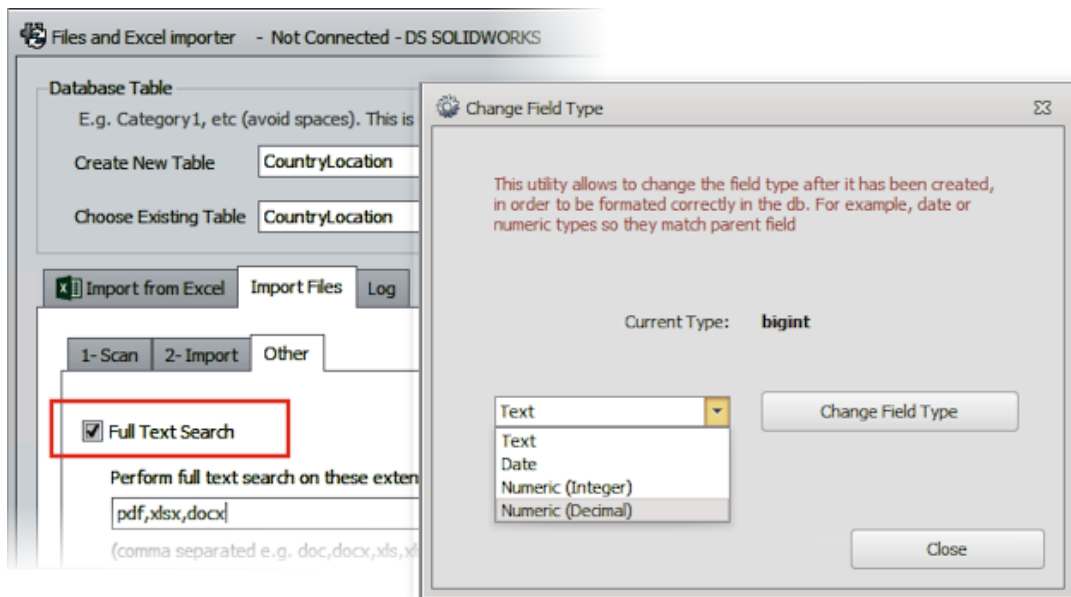 Files and Excel importer - Not Connected - DS SOLIDWORKS
Database Table
E.g. Category1, etc (avoid spaces). This is
Create New Table CountryLocation
Choose Existing Table CountryLocation
Import from Excel Import Files Log
1- Scan 2- Import Other
Full Text Search
Perform full text search on these exten
pdf,xlsx,docx
(comma separated e.g. doc,docx,xls,xl
Change Field Type
This utility allows to change the field type after it has been created,
in order to be formated correctly in the db. For example, date or
numeric types so they match parent field
Current Type: bigint
Text Change Field Type
Text
Date
Numeric (Integer)
Numeric (Decimal)
Close